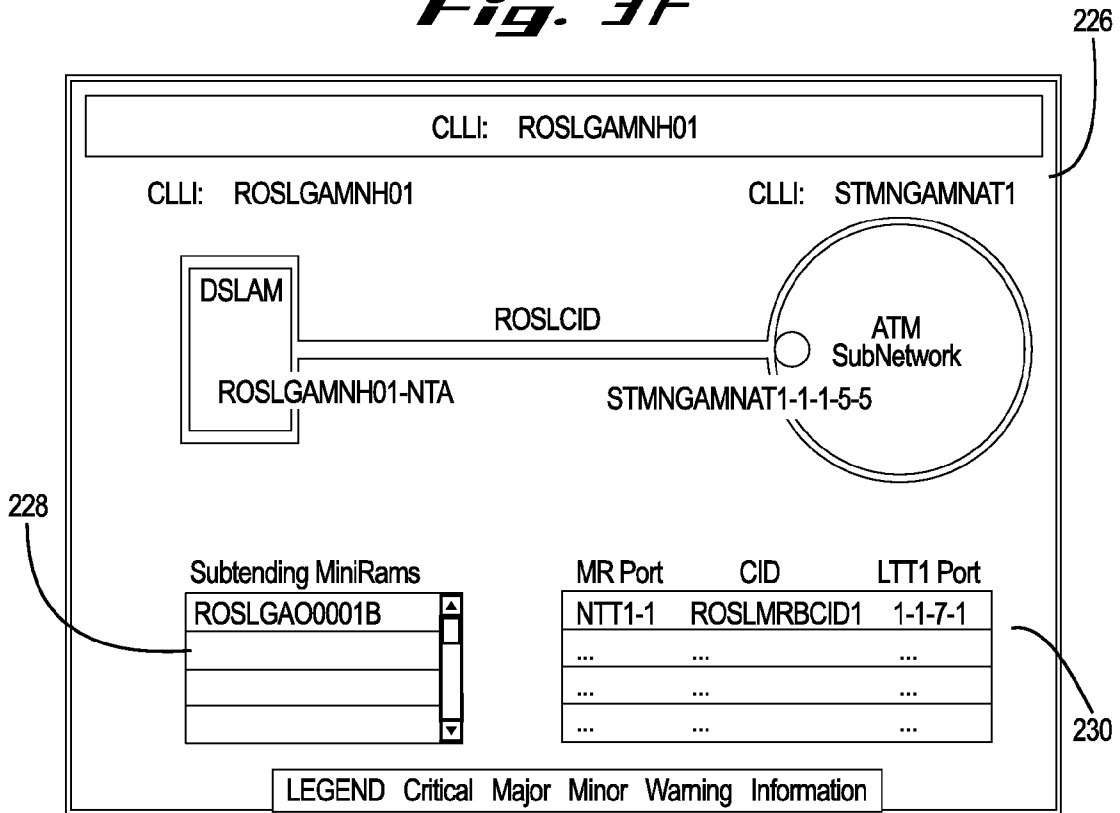 Fig. 3F
226
CLLI: ROSLGAMNH01
CLLI: ROSLGAMNH01
CLLI: STMNGAMNAT1
DSLAM
ROSLCID
ATM
SubNetwork
ROSLGAMNH01-NTA
STMNGAMNAT1-1-1-5-5
228
Subtending MiniRams
ROSLGAO0001B
MR Port CID LTT1 Port
NTT1-1 ROSLMRBCID1 1-1-7-1
... ... ...
... ... ...
... ... ...
230
LEGEND Critical Major Minor Warning Information